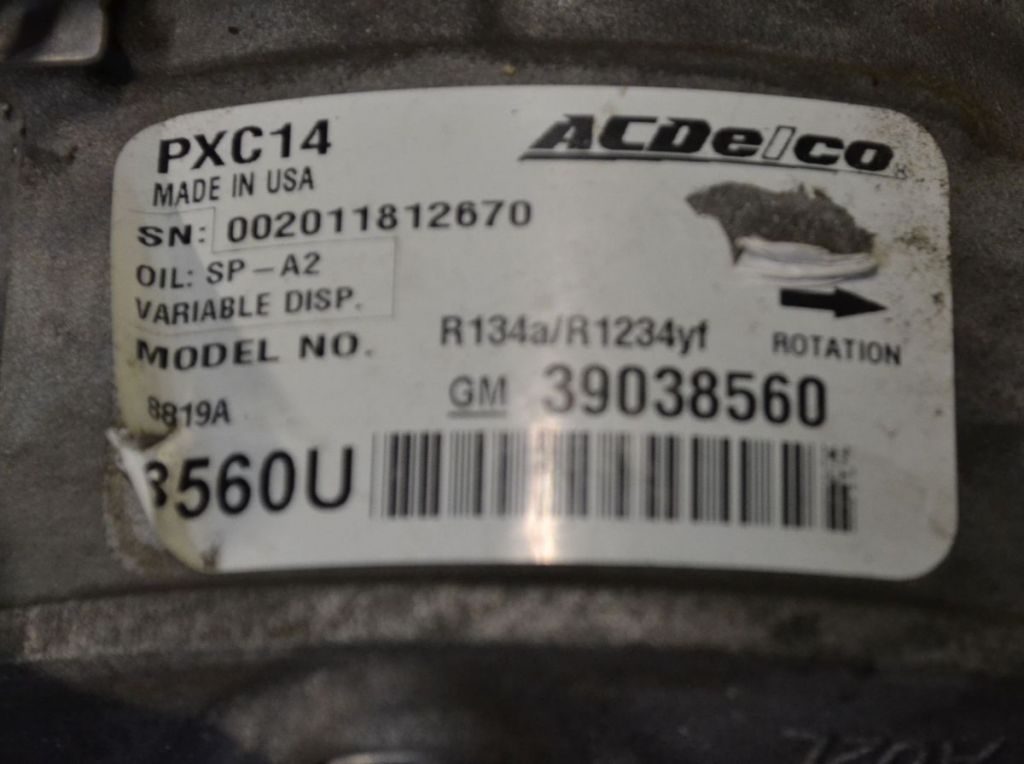 PXC14
ACDelco®
MADE IN USA
SN: 002011812670
OIL: SP-A2
VARIABLE DISP.
MODEL NO.
R134a/R1234yf
ROTATION
8819A
GM 39038560
8560U